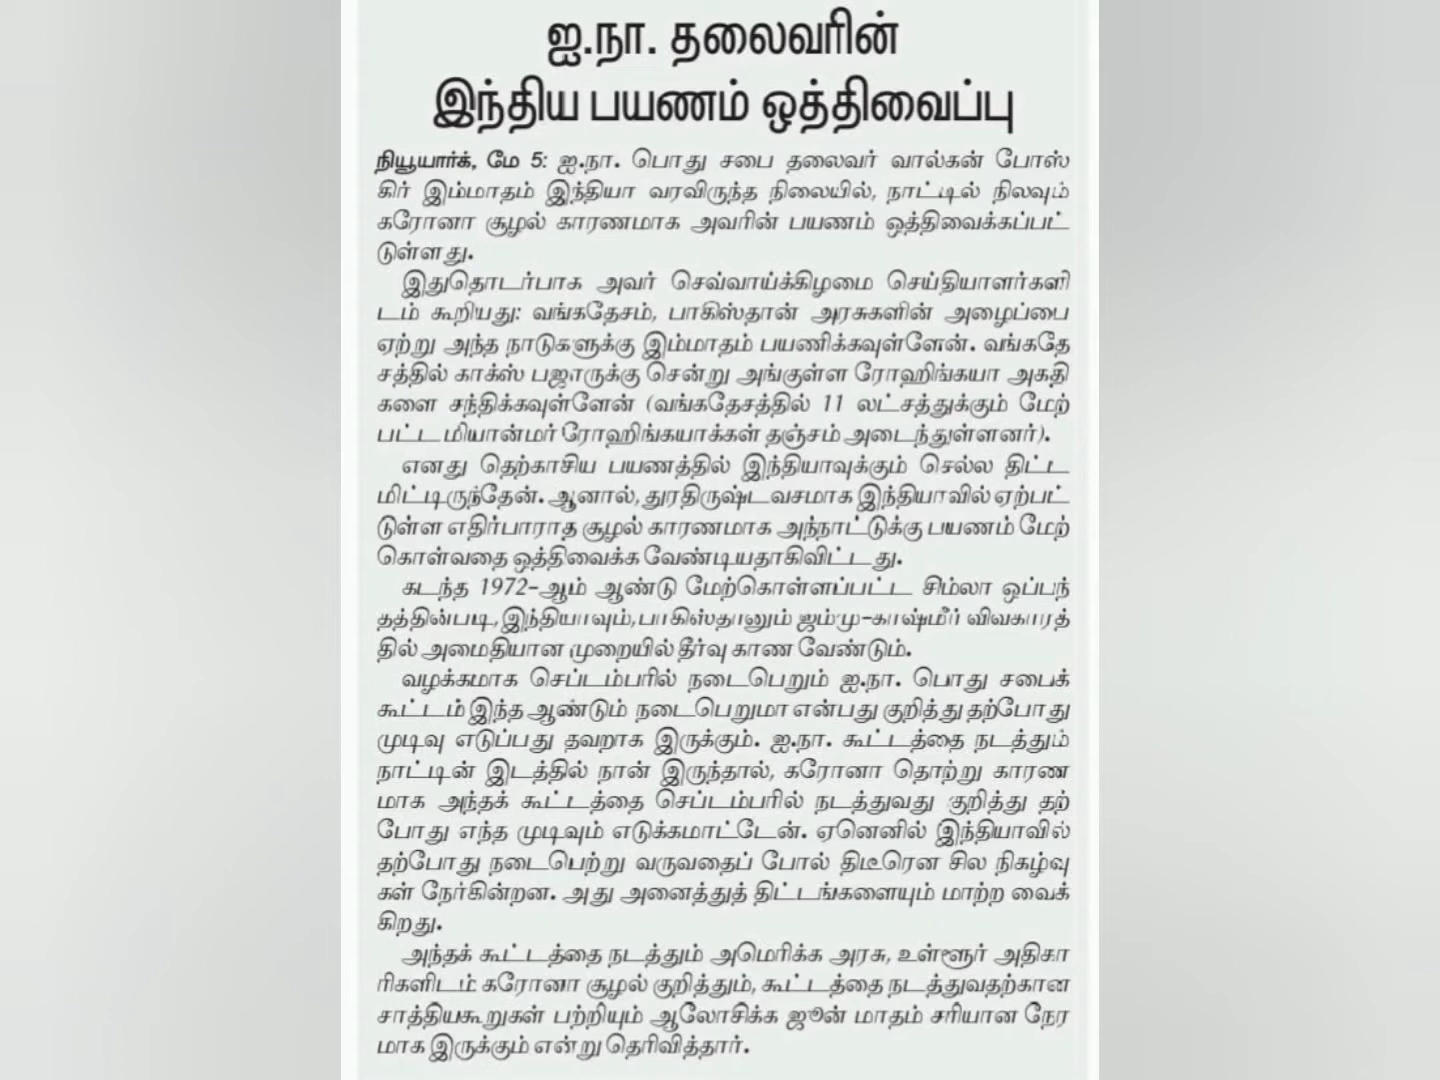 ஐ.நா. தலைவரின்
இந்திய பயணம் ஒத்திவைப்பு
நியூயார்க், மே 5: ஐ.நா. பொது சபை தலைவர் வால்கன் போஸ்
கிர் இம்மாதம் இந்தியா வரவிருந்த நிலையில், நாட்டில் நிலவும்
கரோனா சூழல் காரணமாக அவரின் பயணம் ஒத்திவைக்கப்பட்
டுள்ளது.
இதுதொடர்பாக அவர் செவ்வாய்க்கிழமை செய்தியாளர்களி
டம் கூறியது: வங்கதேசம், பாகிஸ்தான் அரசுகளின் அழைப்பை
ஏற்று அந்த நாடுகளுக்கு இம்மாதம் பயணிக்கவுள்ளேன். வங்கதே
சத்தில் காக்ஸ் பஜாருக்கு சென்று அங்குள்ள ரோஹிங்கயா அகதி
களை சந்திக்கவுள்ளேன் (வங்கதேசத்தில் 11 லட்சத்துக்கும் மேற்
பட்ட மியான்மர் ரோஹிங்கயாக்கள் தஞ்சம் அடைந்துள்ளனர்).
எனது தெற்காசிய பயணத்தில் இந்தியாவுக்கும் செல்ல திட்ட
மிட்டிருந்தேன். ஆனால், துரதிருஷ்டவசமாக இந்தியாவில் ஏற்பட்
டுள்ள எதிர்பாராத சூழல் காரணமாக அந்நாட்டுக்கு பயணம் மேற்
கொள்வதை ஒத்திவைக்க வேண்டியதாகிவிட்டது.
கடந்த 1972-ஆம் ஆண்டு மேற்கொள்ளப்பட்ட சிம்லா ஒப்பந்
தத்தின்படி, இந்தியாவும், பாகிஸ்தானும் ஜம்மு-காஷ்மீர் விவகாரத்
தில் அமைதியான முறையில் தீர்வு காண வேண்டும்.
வழக்கமாக செப்டம்பரில் நடைபெறும் ஐ.நா. பொது சபைக்
கூட்டம் இந்த ஆண்டும் நடைபெறுமா என்பது குறித்து தற்போது
முடிவு எடுப்பது தவறாக இருக்கும். ஐ.நா. கூட்டத்தை நடத்தும்
நாட்டின் இடத்தில் நான் இருந்தால், கரோனா தொற்று காரண
மாக அந்தக் கூட்டத்தை செப்டம்பரில் நடத்துவது குறித்து தற்
போது எந்த முடிவும் எடுக்கமாட்டேன். ஏனெனில் இந்தியாவில்
தற்போது நடைபெற்று வருவதைப் போல் திடீரென சில நிகழ்வு
கள் நேர்கின்றன. அது அனைத்துத் திட்டங்களையும் மாற்ற வைக்
கிறது.
அந்தக் கூட்டத்தை நடத்தும் அமெரிக்க அரசு, உள்ளூர் அதிகா
ரிகளிடம் கரோனா சூழல் குறித்தும், கூட்டத்தை நடத்துவதற்கான
சாத்தியகூறுகள் பற்றியும் ஆலோசிக்க ஜூன் மாதம் சரியான நேர
மாக இருக்கும் என்று தெரிவித்தார்.